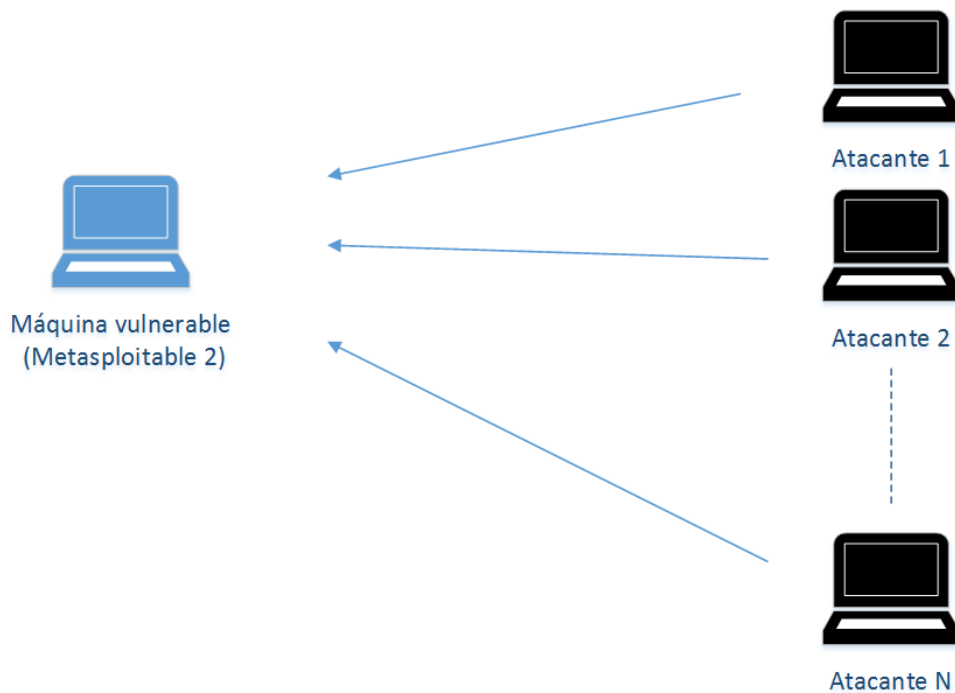 Atacante 1
Máquina vulnerable
(Metasploitable 2)
Atacante 2
Atacante N